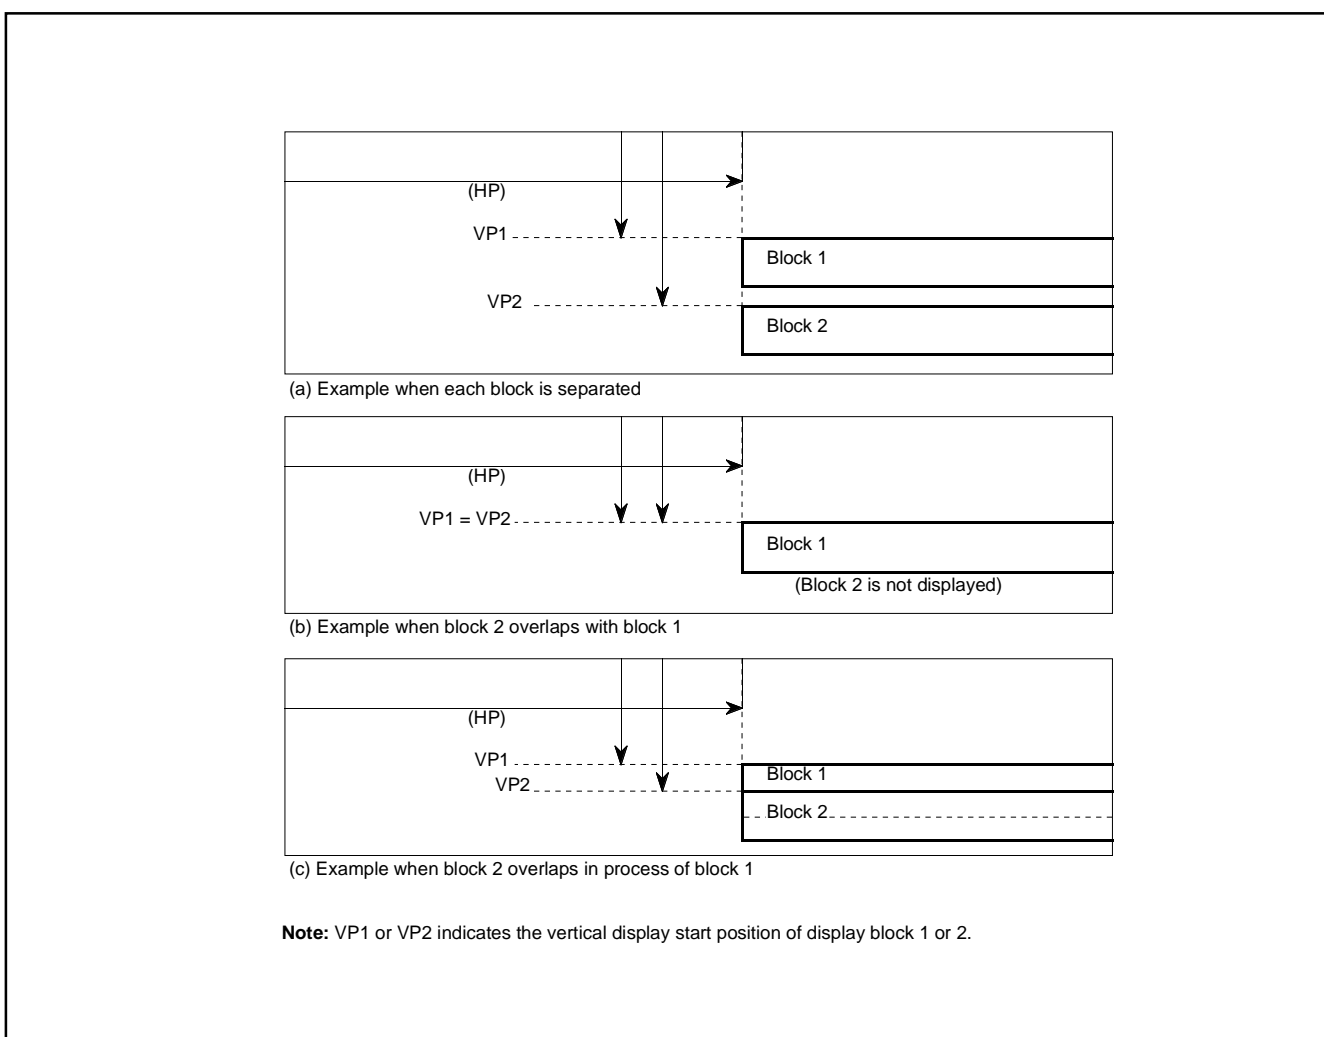 (HP)
VP1
Block 1
VP2
Block 2
(a) Example when each block is separated
(HP)
VP1 = VP2
Block 1
(Block 2 is not displayed)
(b) Example when block 2 overlaps with block 1
(HP)
VP1
Block 1
VP2
Block 2
(c) Example when block 2 overlaps in process of block 1
Note: VP1 or VP2 indicates the vertical display start position of display block 1 or 2.